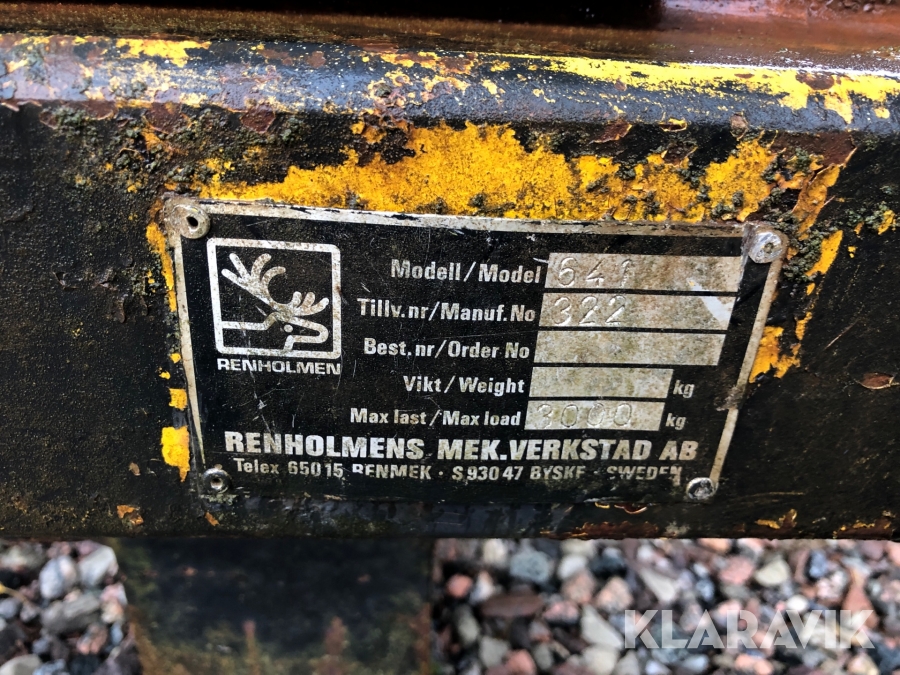 Modell/Model 641
Tillv.nr/Manuf.No 322
Best.nr/Order No
Vikt/Weight kg
Max last/Max load 3000 kg
RENHOLMEN
RENHOLMENS MEK.VERKSTAD AB
Telex 65015 RENMEK · S 930 47 BYSKE · SWEDEN
KLARAVIK